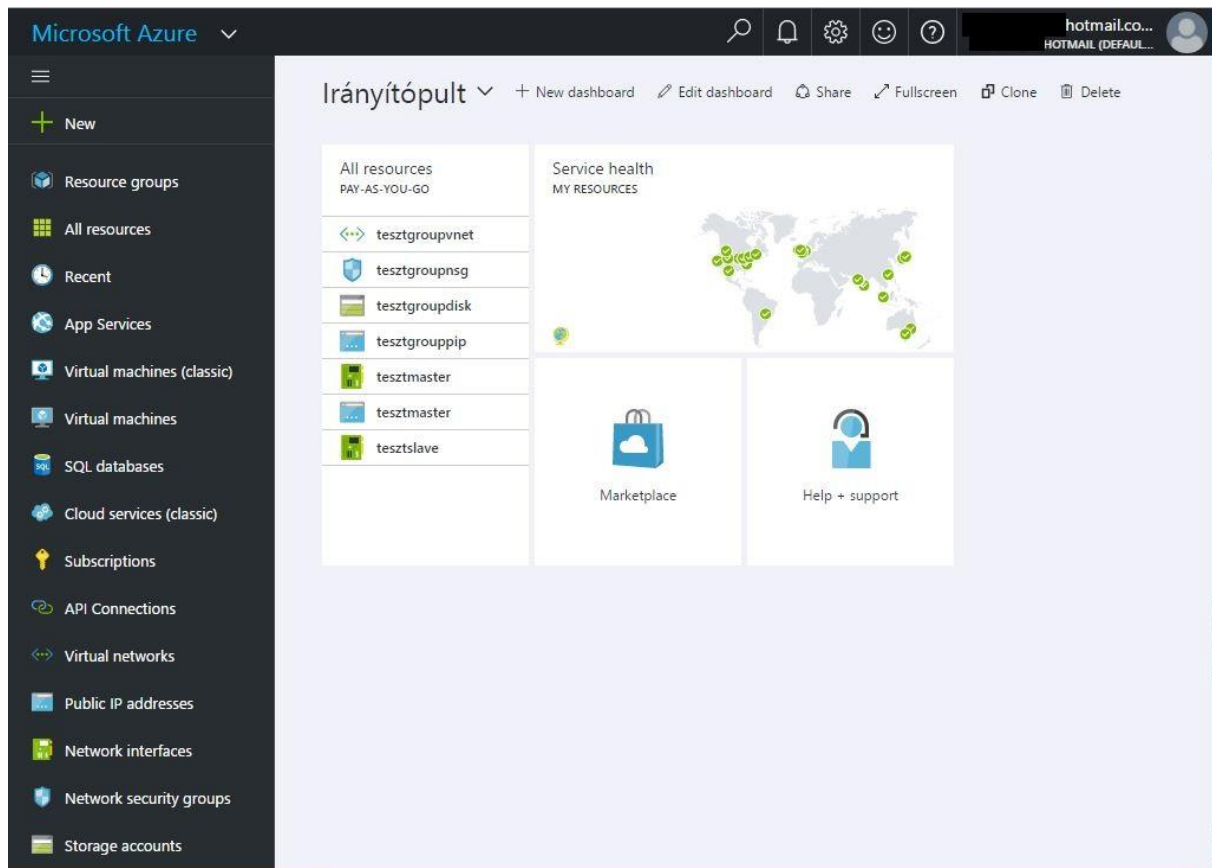 Microsoft Azure
hotmail.co...
HOTMAIL (DEFAUL...
New
Resource groups
All resources
Recent
App Services
Virtual machines (classic)
Virtual machines
SQL databases
Cloud services (classic)
Subscriptions
API Connections
Virtual networks
Public IP addresses
Network interfaces
Network security groups
Storage accounts
Irányítópult
New dashboard
Edit dashboard
Share
Fullscreen
Clone
Delete
All resources
PAY-AS-YOU-GO
tesztgroupvnet
tesztgroupnsg
tesztgroupdisk
tesztgrouppip
tesztmaster
tesztmaster
tesztslave
Service health
MY RESOURCES
Marketplace
Help + support